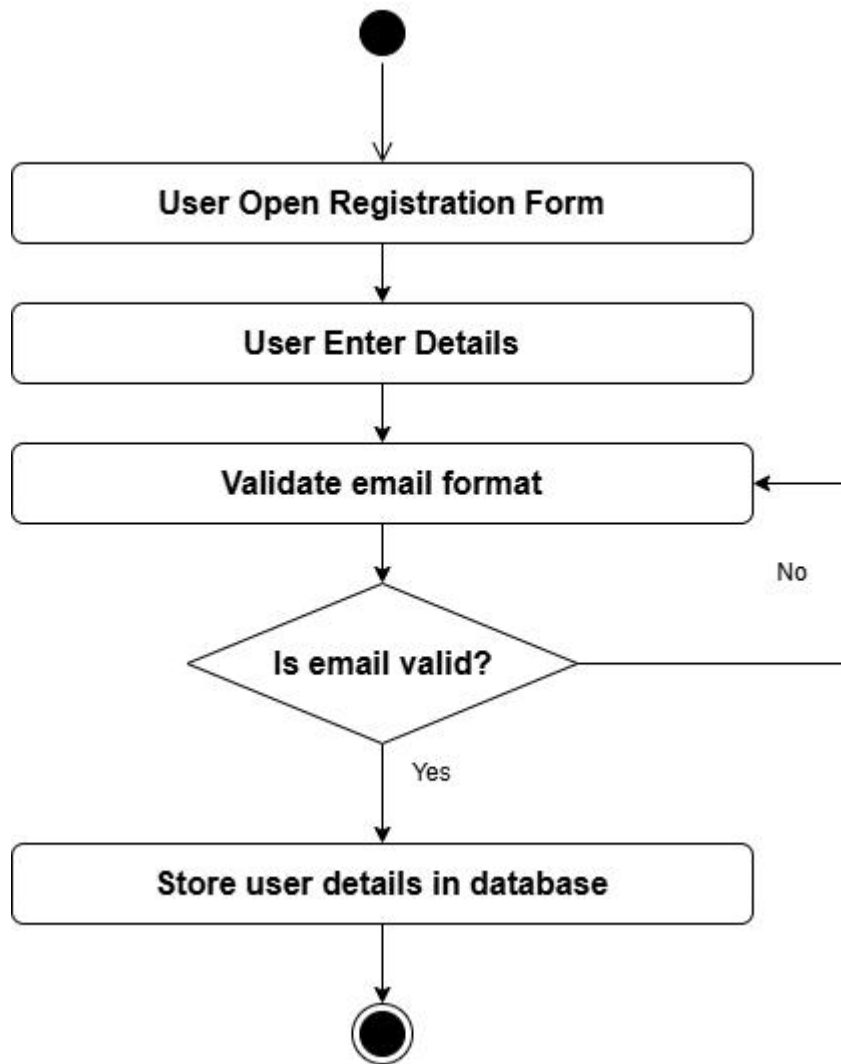 User Open Registration Form
User Enter Details
Validate email format
No
Is email valid?
Yes
Store user details in database